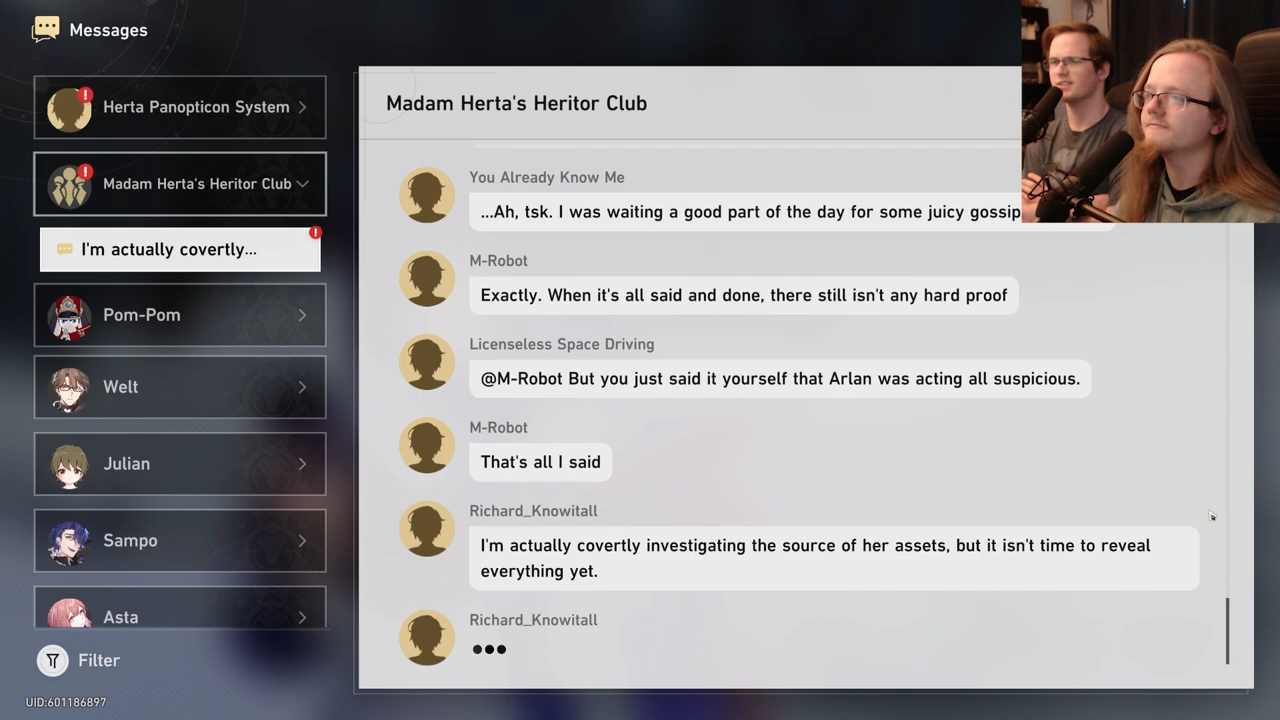 Messages
Herta Panopticon System
Madam Herta's Heritor Club
I'm actually covertly...
Pom-Pom
Welt
Julian
Sampo
Asta
Filter
UID:601186897
Madam Herta's Heritor Club
You Already Know Me
...Ah, tsk. I was waiting a good part of the day for some juicy gossip
M-Robot
Exactly. When it's all said and done, there still isn't any hard proof
Licenseless Space Driving
@M-Robot But you just said it yourself that Arlan was acting all suspicious.
M-Robot
That's all I said
Richard_Knowitall
I'm actually covertly investigating the source of her assets, but it isn't time to reveal
everything yet.
Richard_Knowitall